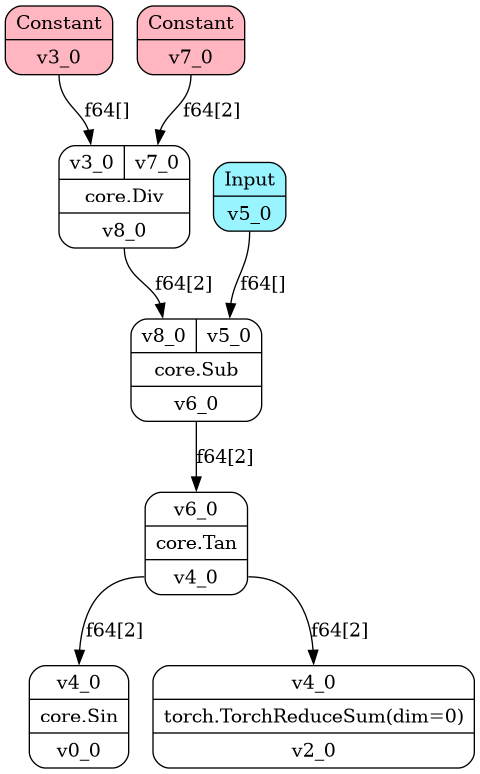 Constant
v3_0
Constant
v7_0
f64[]
f64[2]
v3_0 v7_0
core.Div
v8_0
Input
v5_0
f64[2]
f64[]
v8_0 v5_0
core.Sub
v6_0
f64[2]
v6_0
core.Tan
v4_0
f64[2]
f64[2]
v4_0
core.Sin
v0_0
v4_0
torch.TorchReduceSum(dim=0)
v2_0